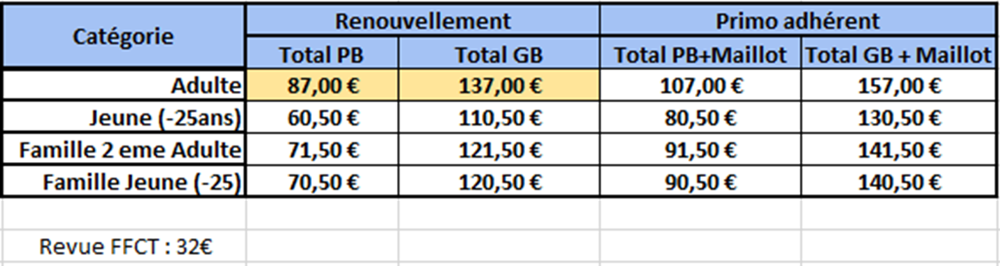 Catégorie Renouvellement Primo adhérent
Total PB Total GB Total PB+Maillot Total GB + Maillot
Adulte 87,00 € 137,00 € 107,00 € 157,00 €
Jeune (-25ans) 60,50 € 110,50 € 80,50 € 130,50 €
Famille 2 eme Adulte 71,50 € 121,50 € 91,50 € 141,50 €
Famille Jeune (-25) 70,50 € 120,50 € 90,50 € 140,50 €
Revue FFCT : 32€